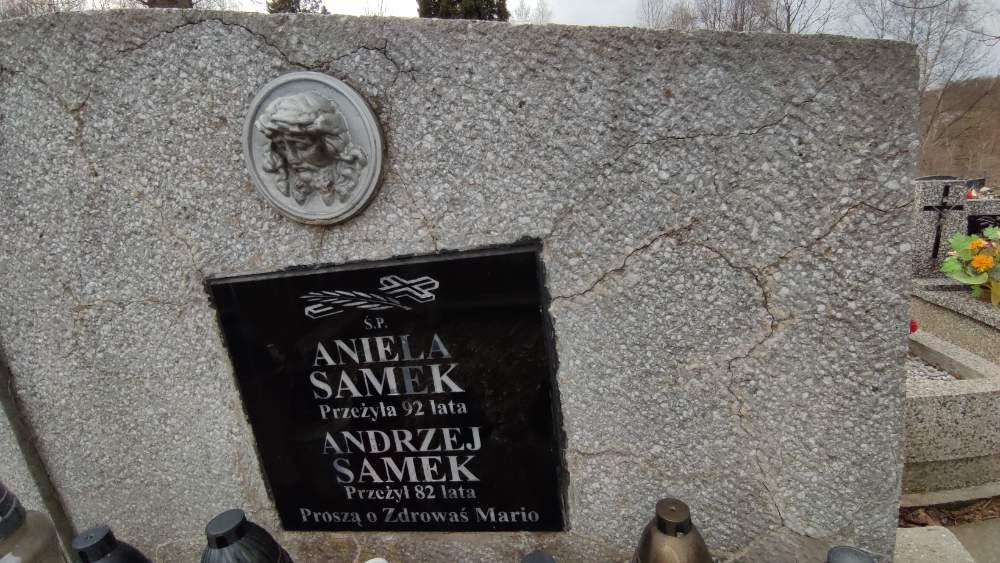 Ś.P.
ANIELA
SAMEK
Przeżyła 92 lata
ANDRZEJ
SAMEK
Przeżył 82 lata
Proszą o Zdrowaś Mario